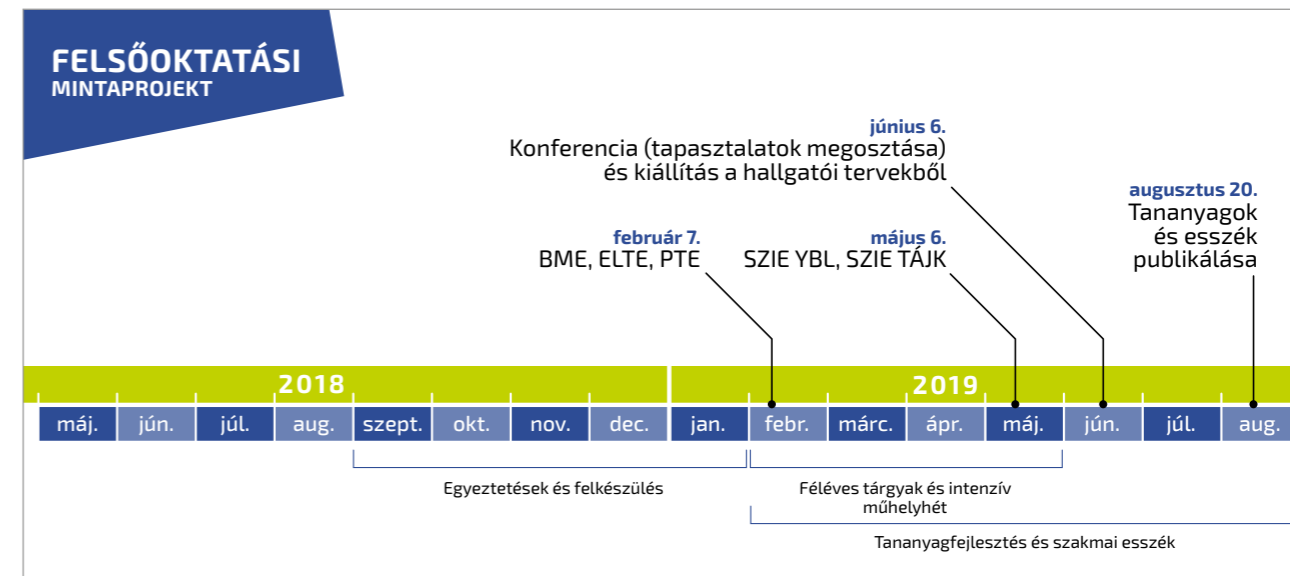 FELSŐOKTATÁSI
MINTAPROJEKT
június 6.
Konferencia (tapasztalatok megosztása)
és kiállítás a hallgatói tervekből
augusztus 20.
Tananyagok
és esszék
publikálása
február 7.
BME, ELTE, PTE
május 6.
SZIE YBL, SZIE TÁJK
2018
2019
máj.
jún.
júl.
aug.
szept.
okt.
nov.
dec.
jan.
febr.
márc.
ápr.
máj.
jún.
júl.
aug.
Egyeztetések és felkészülés
Féléves tárgyak és intenzív
műhelyhét
Tananyagfejlesztés és szakmai esszék